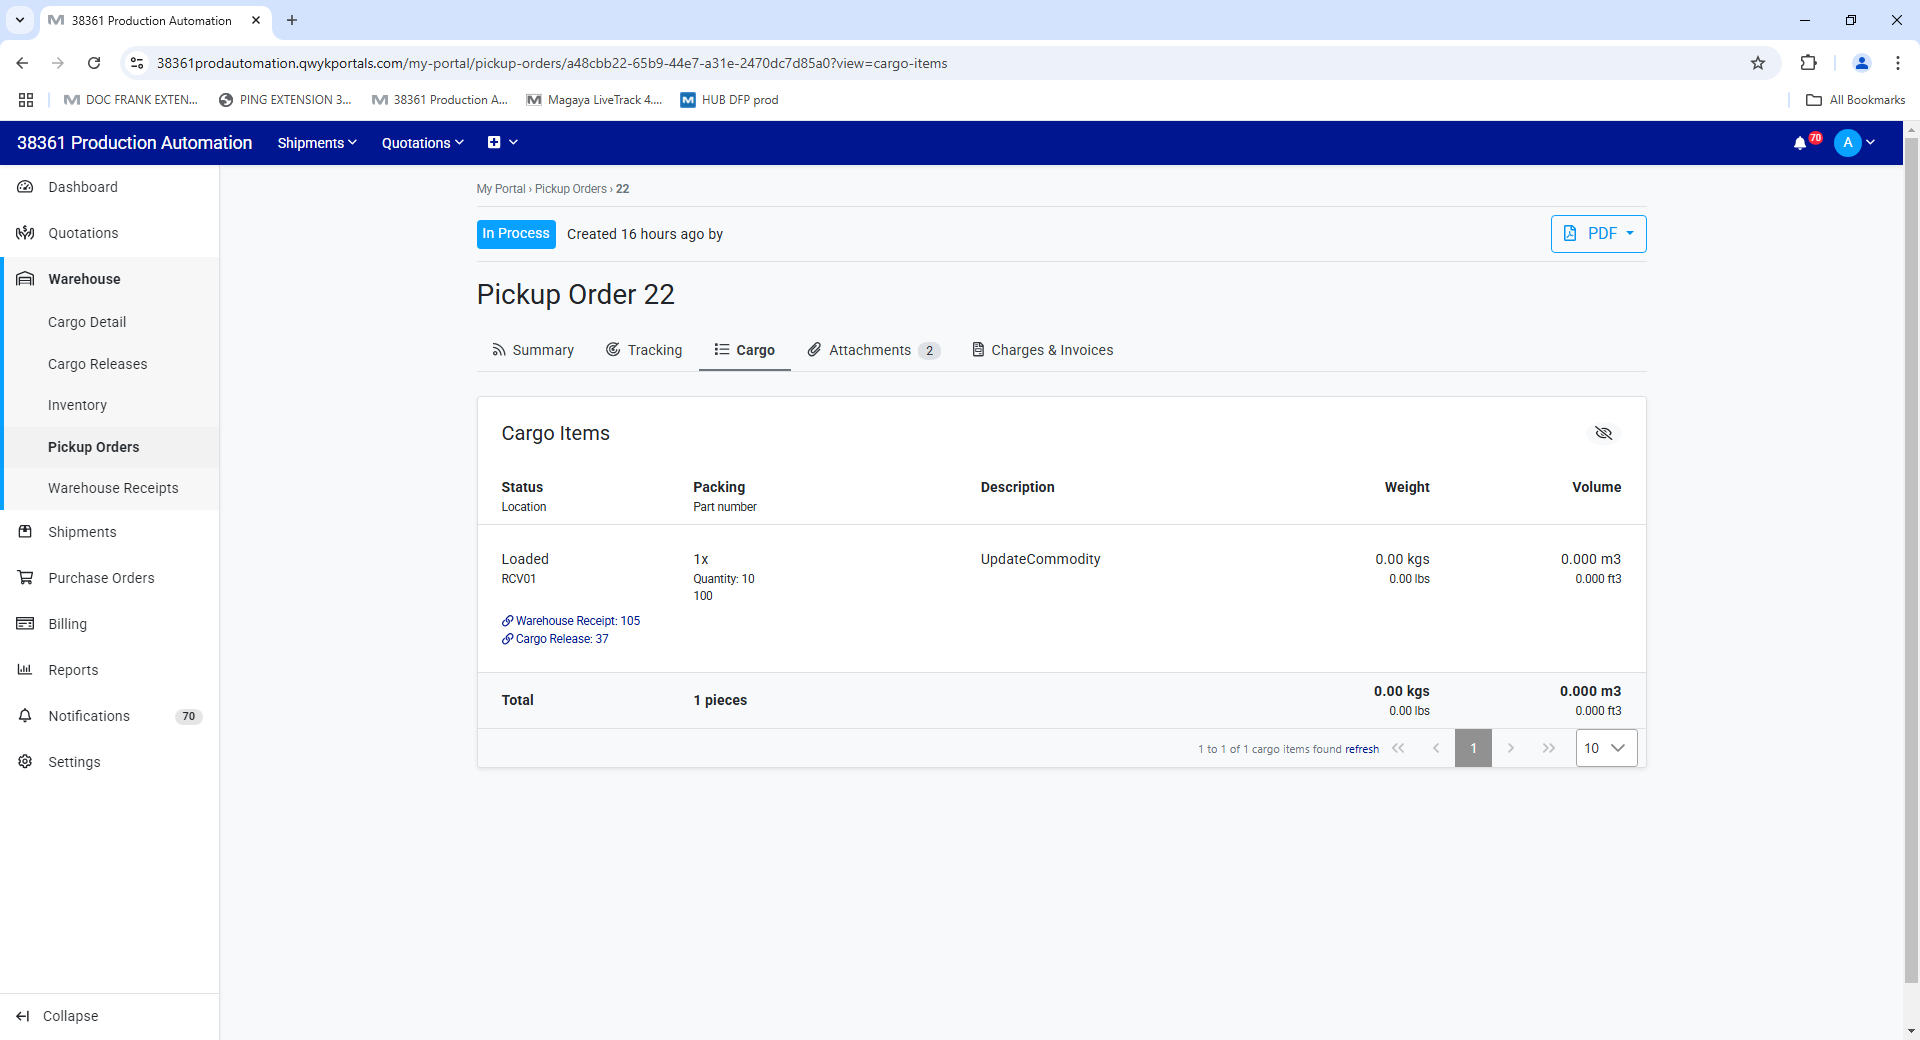 38361 Production Automation
38361prodautomation.qwykportals.com/my-portal/pickup-orders/a48cbb22-65b9-44e7-a31e-2470dc7d85a0?view=cargo-items
DOC FRANK EXTEN...
PING EXTENSION 3...
38361 Production A...
Magaya LiveTrack 4....
HUB DFP prod
All Bookmarks
38361 Production Automation
Shipments
Quotations
70
A
Dashboard
Quotations
Warehouse
Cargo Detail
Cargo Releases
Inventory
Pickup Orders
Warehouse Receipts
Shipments
Purchase Orders
Billing
Reports
Notifications 70
Settings
Collapse
My Portal › Pickup Orders › 22
In Process Created 16 hours ago by
PDF
Pickup Order 22
Summary
Tracking
Cargo
Attachments 2
Charges & Invoices
Cargo Items
Status Packing Description Weight Volume
Location Part number
Loaded 1x UpdateCommodity 0.00 kgs 0.000 m3
RCV01 Quantity: 10 0.00 lbs 0.000 ft3
100
Warehouse Receipt: 105
Cargo Release: 37
Total 1 pieces 0.00 kgs 0.000 m3
0.00 lbs 0.000 ft3
1 to 1 of 1 cargo items found refresh 1 10